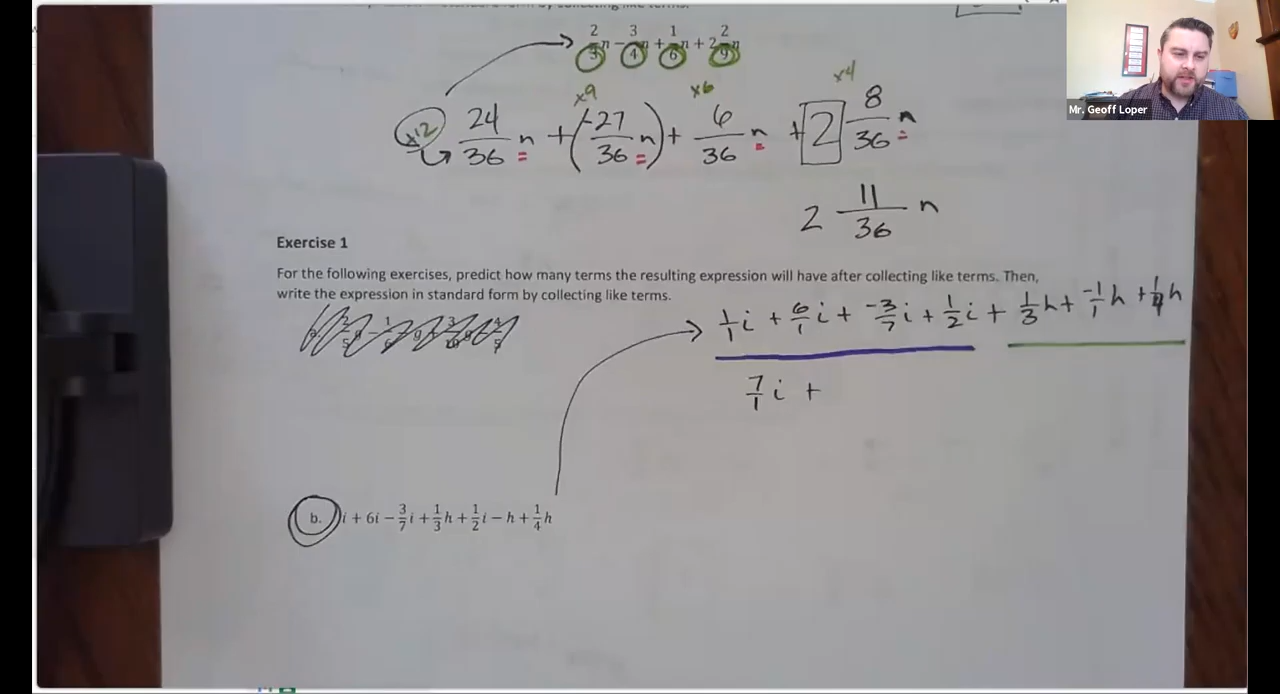 2/3 n − 3/4 n + 1/6 n + 2 2/9 n
x9 x6 x4
x12 24/36 n + (−27/36 n) + 6/36 n + 2 8/36 n
2 11/36 n
Mr. Geoff Loper
Exercise 1
For the following exercises, predict how many terms the resulting expression will have after collecting like terms. Then,
write the expression in standard form by collecting like terms.
1/1 i + 6/1 i + −3/7 i + 1/2 i + 1/3 h + −1/1 h + 1/4 h
7/1 i +
b. i + 6i − 3/7 i + 1/3 h + 1/2 i − h + 1/4 h